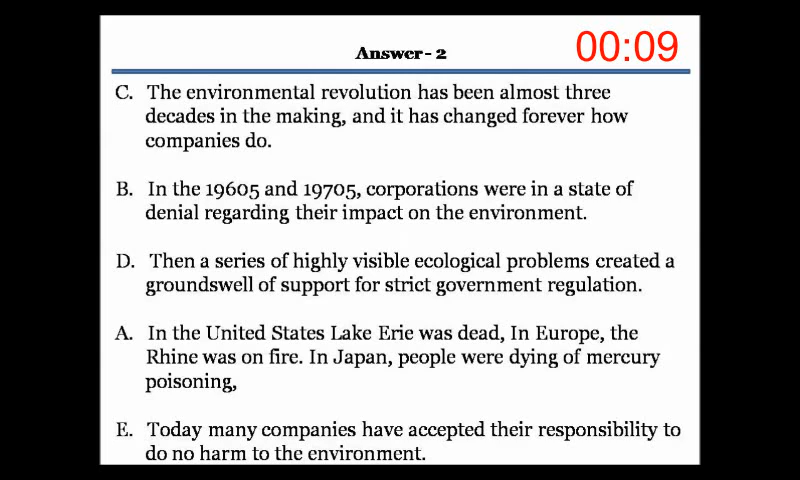 Answer- 2
00:09
C. The environmental revolution has been almost three
decades in the making, and it has changed forever how
companies do.
B. In the 19605 and 19705, corporations were in a state of
denial regarding their impact on the environment.
D. Then a series of highly visible ecological problems created a
groundswell of support for strict government regulation.
A. In the United States Lake Erie was dead, In Europe, the
Rhine was on fire. In Japan, people were dying of mercury
poisoning,
E. Today many companies have accepted their responsibility to
do no harm to the environment.